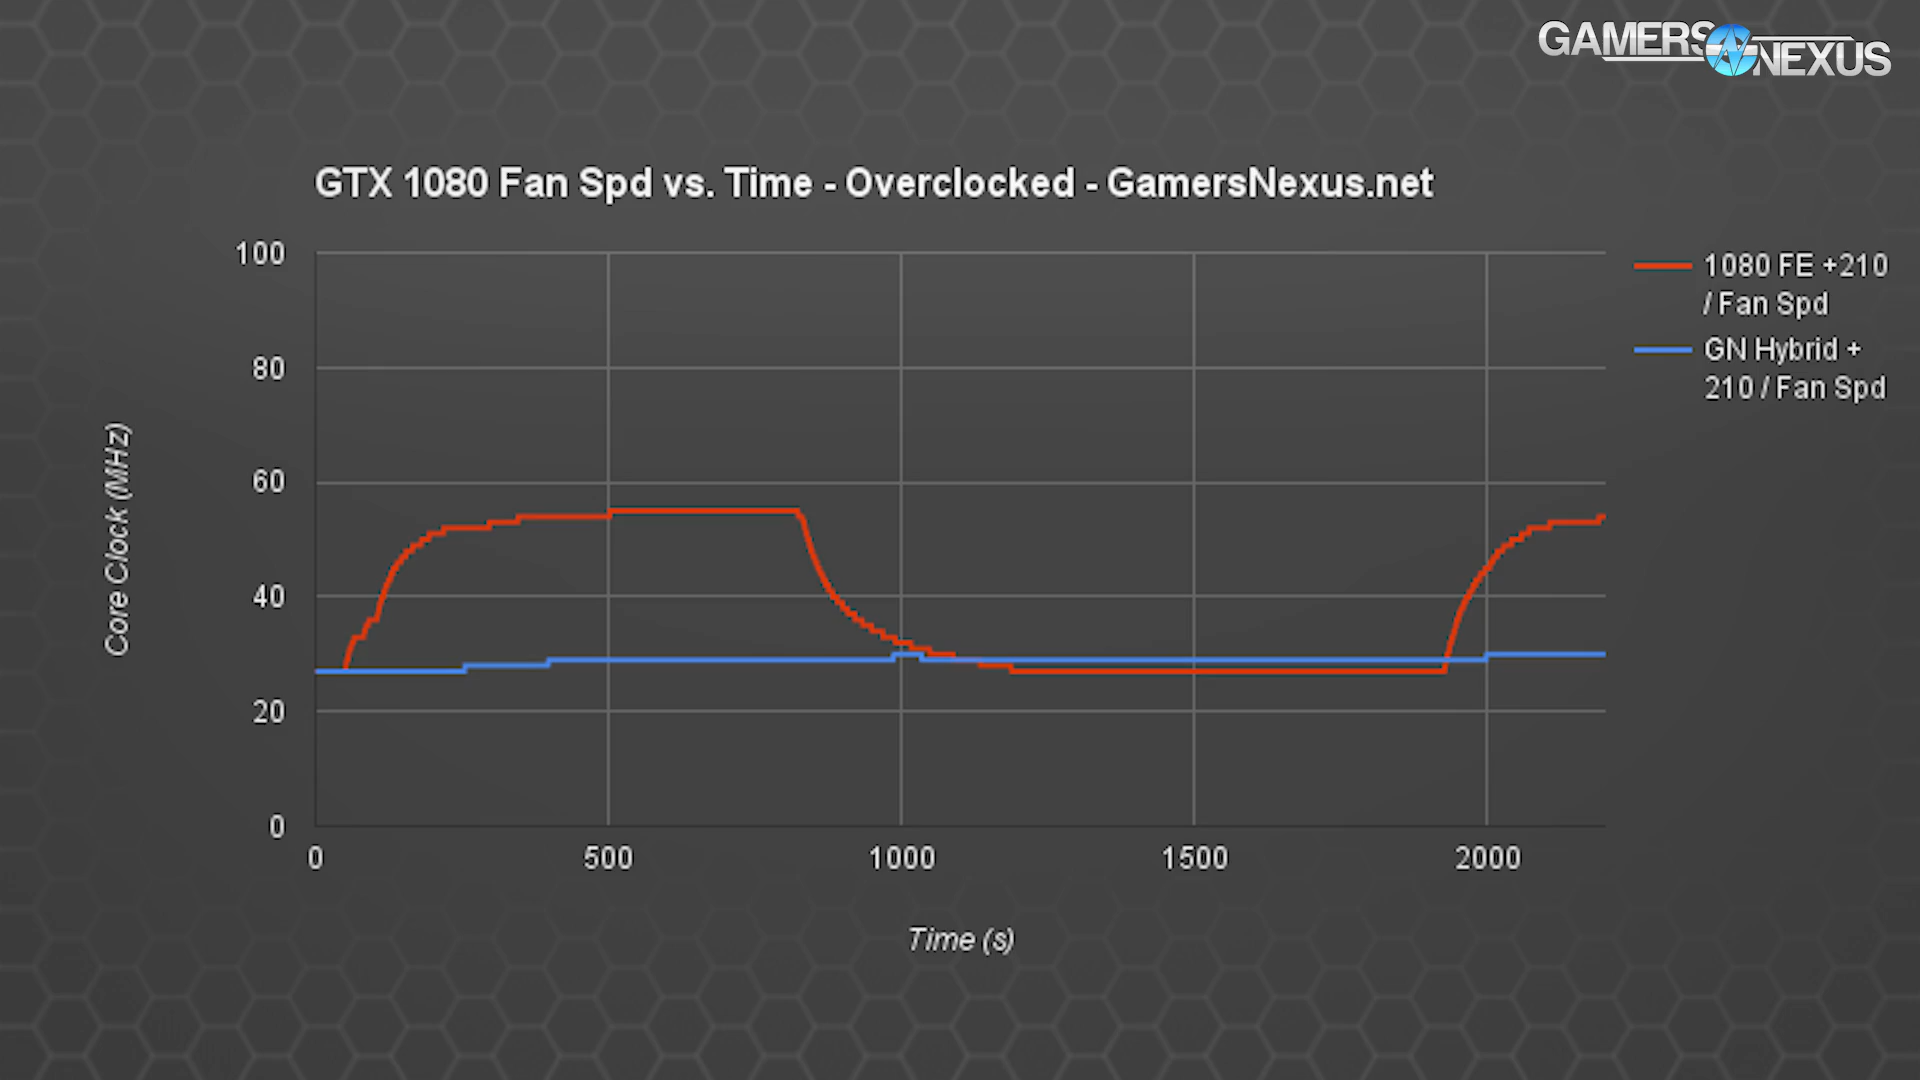 GAMERS NEXUS
GTX 1080 Fan Spd vs. Time - Overclocked - GamersNexus.net
100
80
60
40
20
0
Core Clock (MHz)
0 500 1000 1500 2000
Time (s)
1080 FE +210
/ Fan Spd
GN Hybrid +
210 / Fan Spd